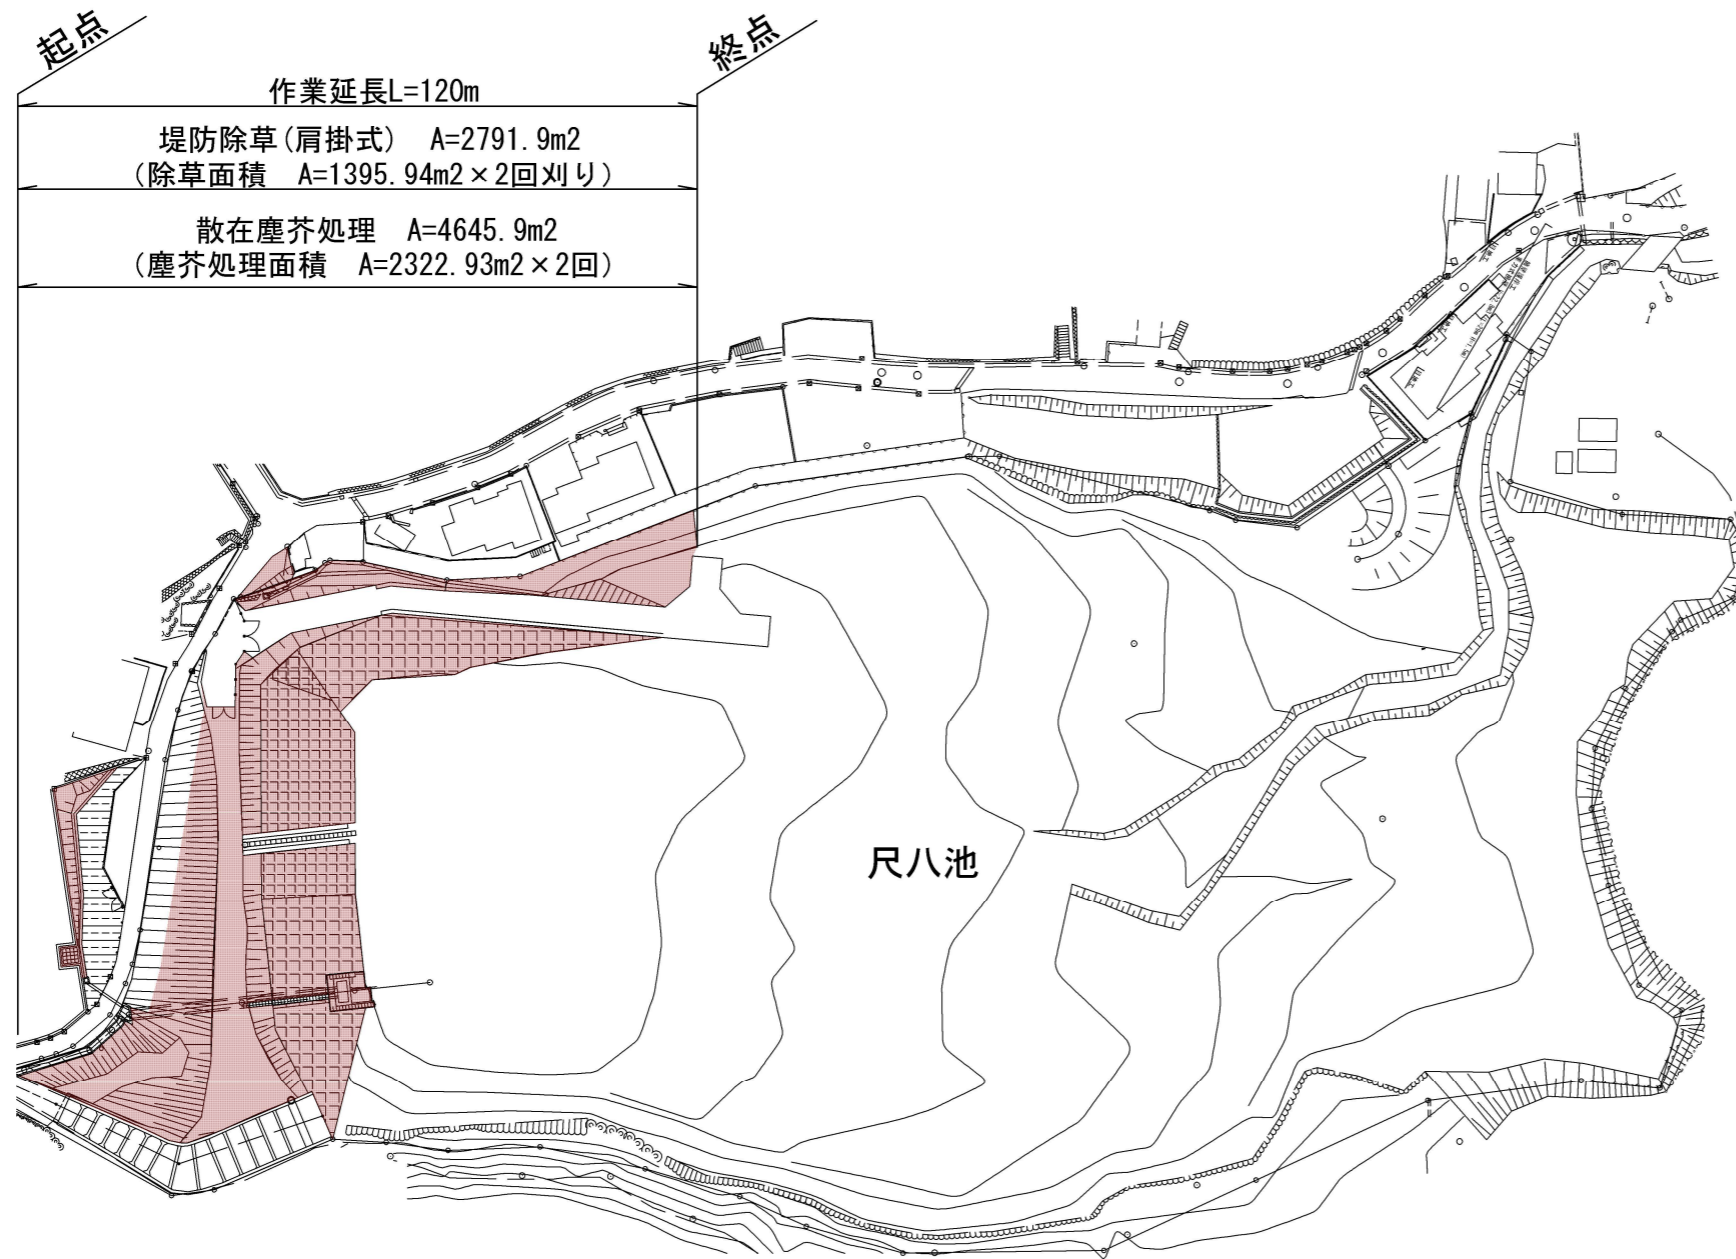 起点
終点
作業延長L=120m
堤防除草(肩掛式)　A=2791.9m2
(除草面積　A=1395.94m2×2回刈り)
散在塵芥処理　A=4645.9m2
(塵芥処理面積　A=2322.93m2×2回)
尺八池